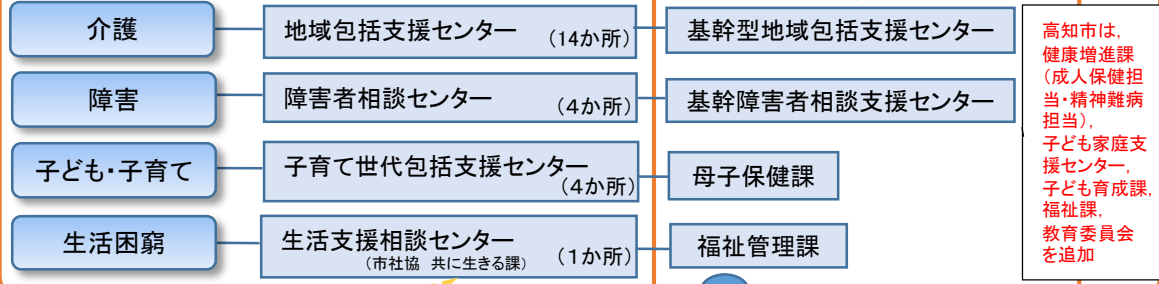 介護
地域包括支援センター (14か所)
基幹型地域包括支援センター
障害
障害者相談センター (4か所)
基幹障害者相談支援センター
子ども・子育て
子育て世代包括支援センター
(4か所)
母子保健課
生活困窮
生活支援相談センター
(市社協 共に生きる課) (1か所)
福祉管理課
高知市は,
健康増進課
(成人保健担
当・精神難病
担当),
子ども家庭支
援センター,
子ども育成課,
福祉課,
教育委員会
を追加